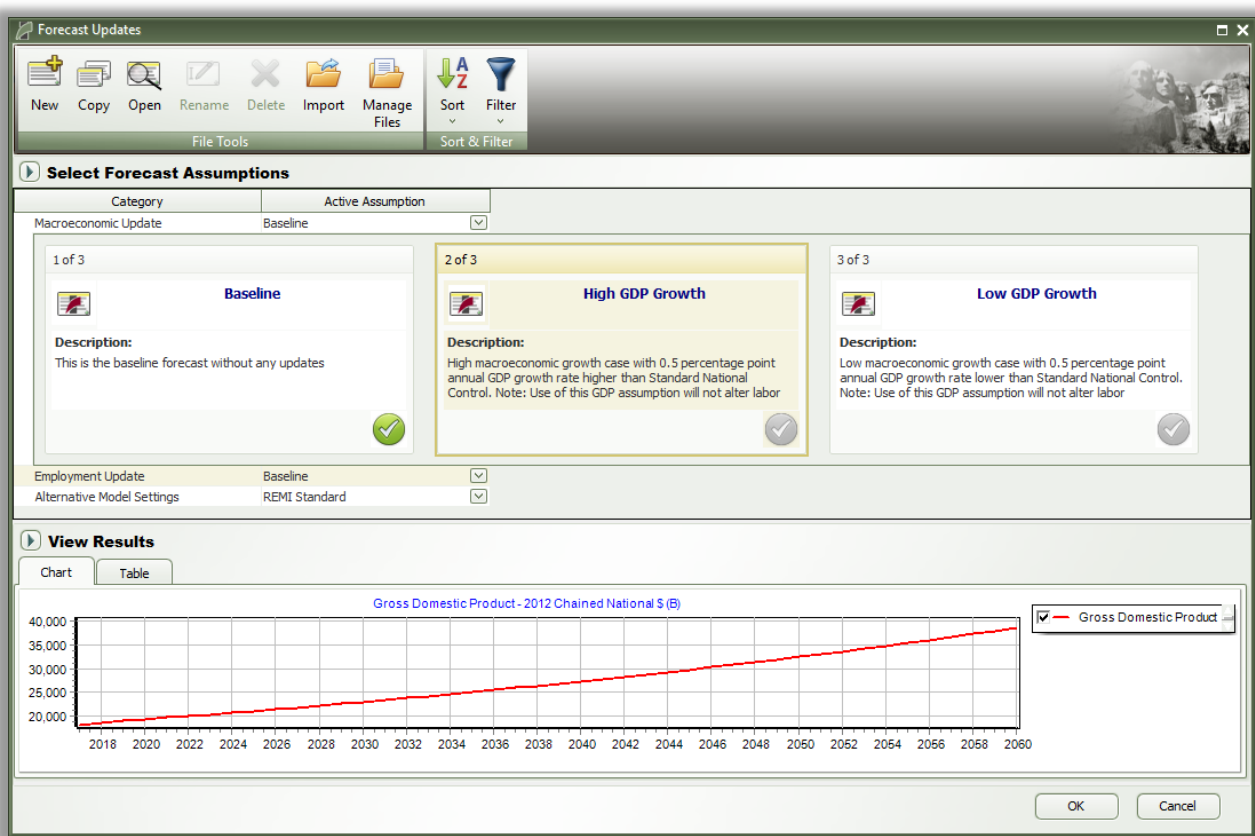 Forecast Updates
New Copy Open Rename Delete Import Manage Files Sort Filter
File Tools Sort & Filter
Select Forecast Assumptions
Category Active Assumption
Macroeconomic Update Baseline
1 of 3
Baseline
Description:
This is the baseline forecast without any updates
2 of 3
High GDP Growth
Description:
High macroeconomic growth case with 0.5 percentage point
annual GDP growth rate higher than Standard National
Control. Note: Use of this GDP assumption will not alter labor
3 of 3
Low GDP Growth
Description:
Low macroeconomic growth case with 0.5 percentage point
annual GDP growth rate lower than Standard National Control.
Note: Use of this GDP assumption will not alter labor
Employment Update Baseline
Alternative Model Settings REMI Standard
View Results
Chart Table
Gross Domestic Product - 2012 Chained National $ (B)
40,000
35,000
30,000
25,000
20,000
2018 2020 2022 2024 2026 2028 2030 2032 2034 2036 2038 2040 2042 2044 2046 2048 2050 2052 2054 2056 2058 2060
Gross Domestic Product
OK Cancel